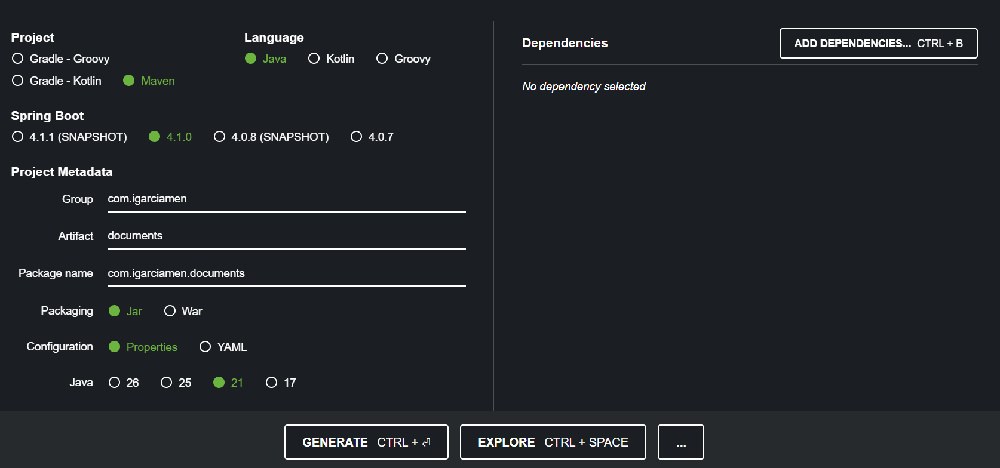 Project
Gradle - Groovy
Gradle - Kotlin Maven
Language
Java Kotlin Groovy
Spring Boot
4.1.1 (SNAPSHOT) 4.1.0 4.0.8 (SNAPSHOT) 4.0.7
Project Metadata
Group com.igarciamen
Artifact documents
Package name com.igarciamen.documents
Packaging Jar War
Configuration Properties YAML
Java 26 25 21 17
Dependencies
ADD DEPENDENCIES... CTRL + B
No dependency selected
GENERATE CTRL + ⏎
EXPLORE CTRL + SPACE
...